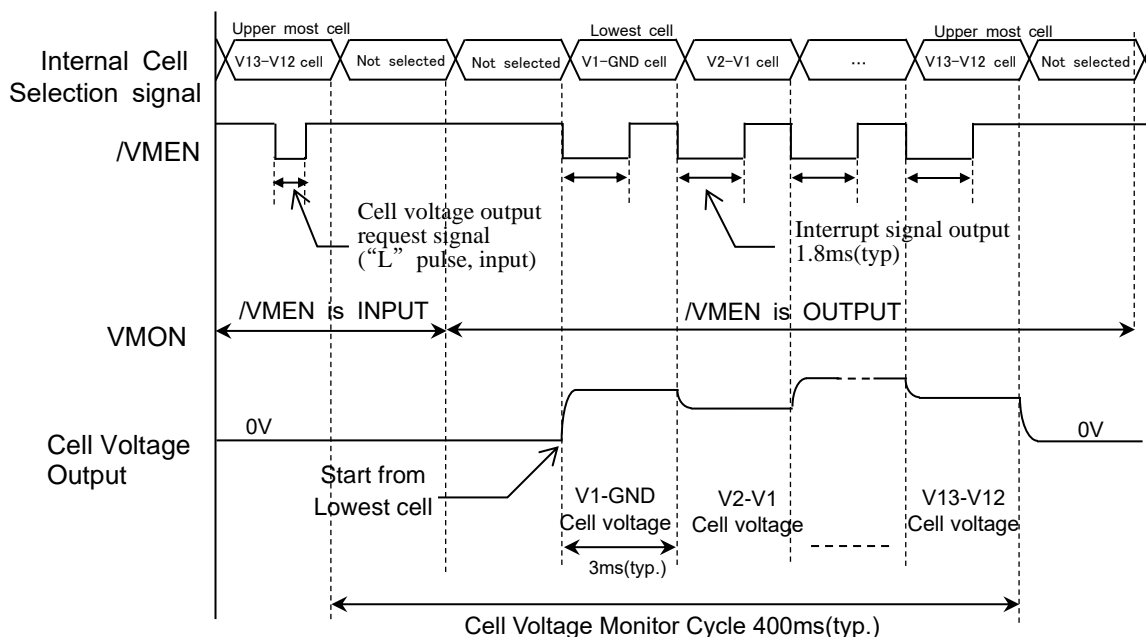 Upper most cell
Lowest cell
Upper most cell
Internal Cell
Selection signal
V13-V12 cell
Not selected
Not selected
V1-GND cell
V2-V1 cell
...
V13-V12 cell
Not selected
/VMEN
Cell voltage output
request signal
(“L” pulse, input)
Interrupt signal output
1.8ms(typ)
/VMEN is INPUT
/VMEN is OUTPUT
VMON
0V
0V
Cell Voltage
Output
Start from
Lowest cell
V1-GND
Cell voltage
V2-V1
Cell voltage
V13-V12
Cell voltage
3ms(typ.)
Cell Voltage Monitor Cycle 400ms(typ.)